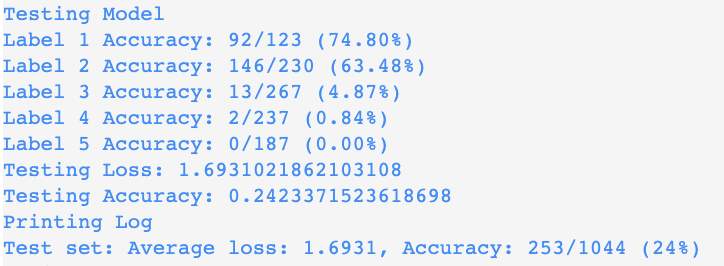 Testing Model
Label 1 Accuracy: 92/123 (74.80%)
Label 2 Accuracy: 146/230 (63.48%)
Label 3 Accuracy: 13/267 (4.87%)
Label 4 Accuracy: 2/237 (0.84%)
Label 5 Accuracy: 0/187 (0.00%)
Testing Loss: 1.6931021862103108
Testing Accuracy: 0.2423371523618698
Printing Log
Test set: Average loss: 1.6931, Accuracy: 253/1044 (24%)